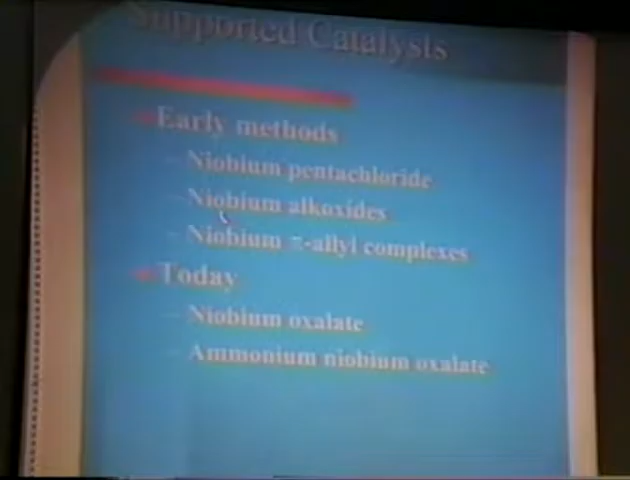 Supported Catalysts
Early methods
– Niobium pentachloride
– Niobium alkoxides
– Niobium π-allyl complexes
Today
– Niobium oxalate
– Ammonium niobium oxalate